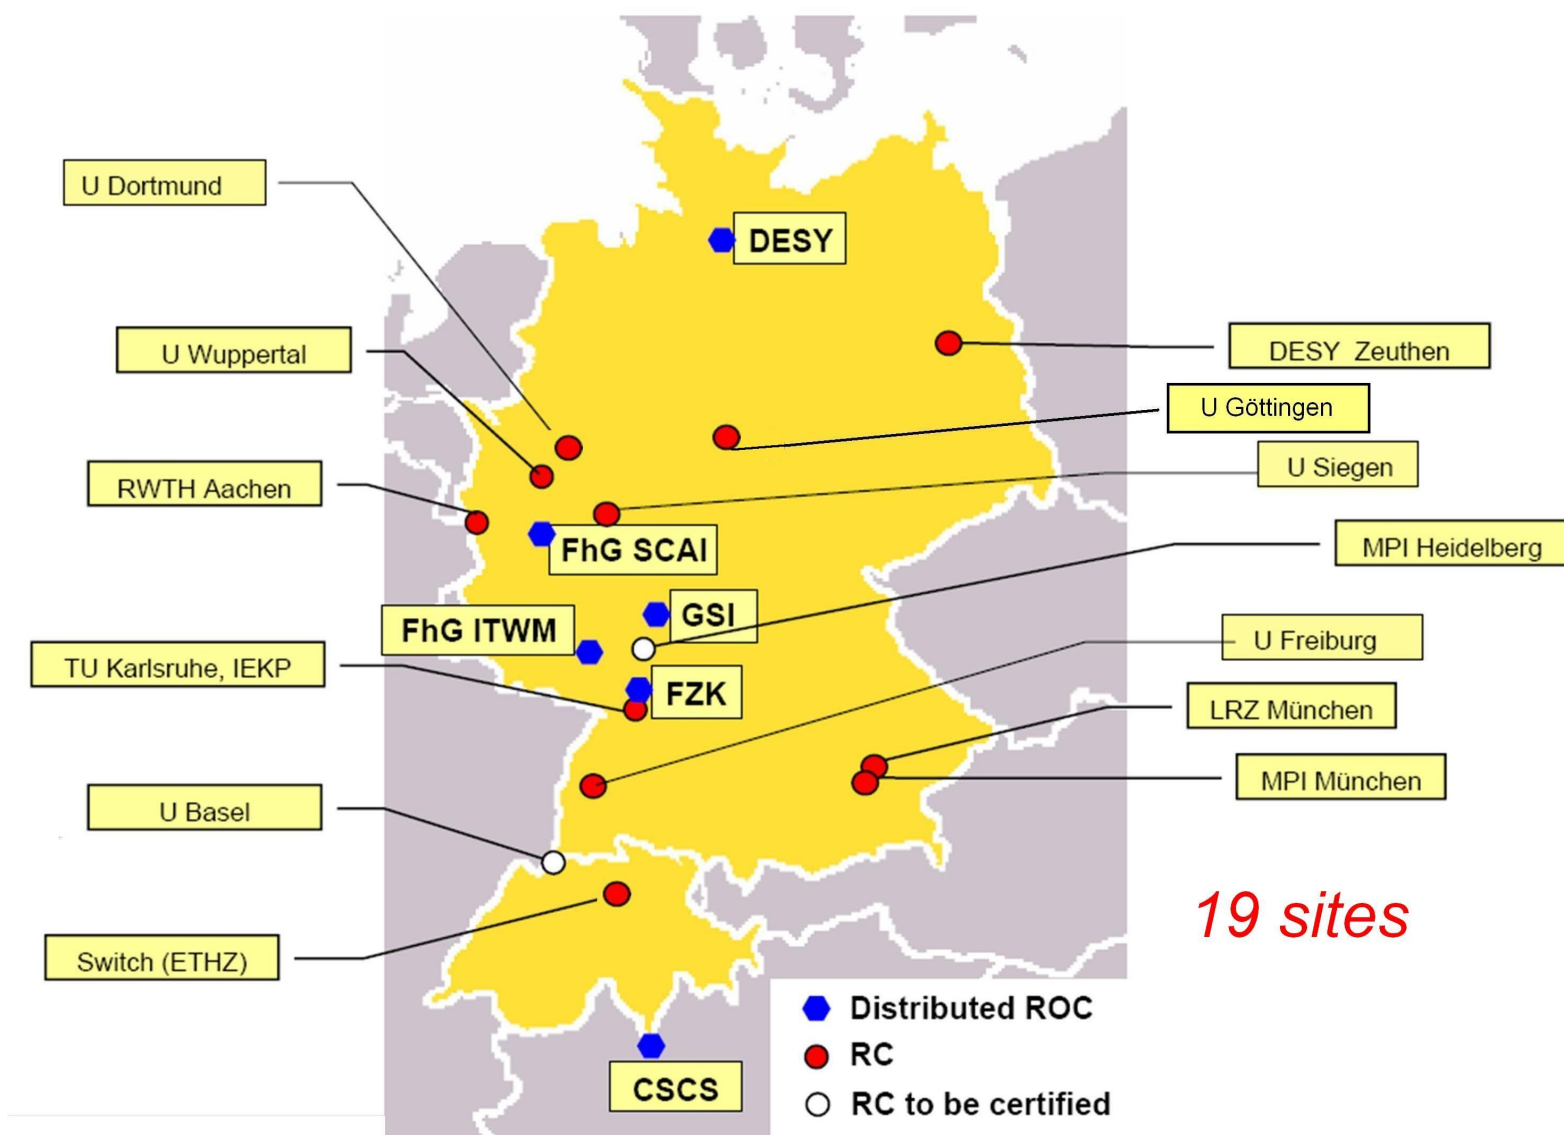 U Dortmund
DESY
U Wuppertal
DESY Zeuthen
U Göttingen
RWTH Aachen
U Siegen
FhG SCAI
MPI Heidelberg
GSI
FhG ITWM
U Freiburg
TU Karlsruhe, IEKP
FZK
LRZ München
MPI München
U Basel
19 sites
Switch (ETHZ)
Distributed ROC
RC
CSCS
RC to be certified